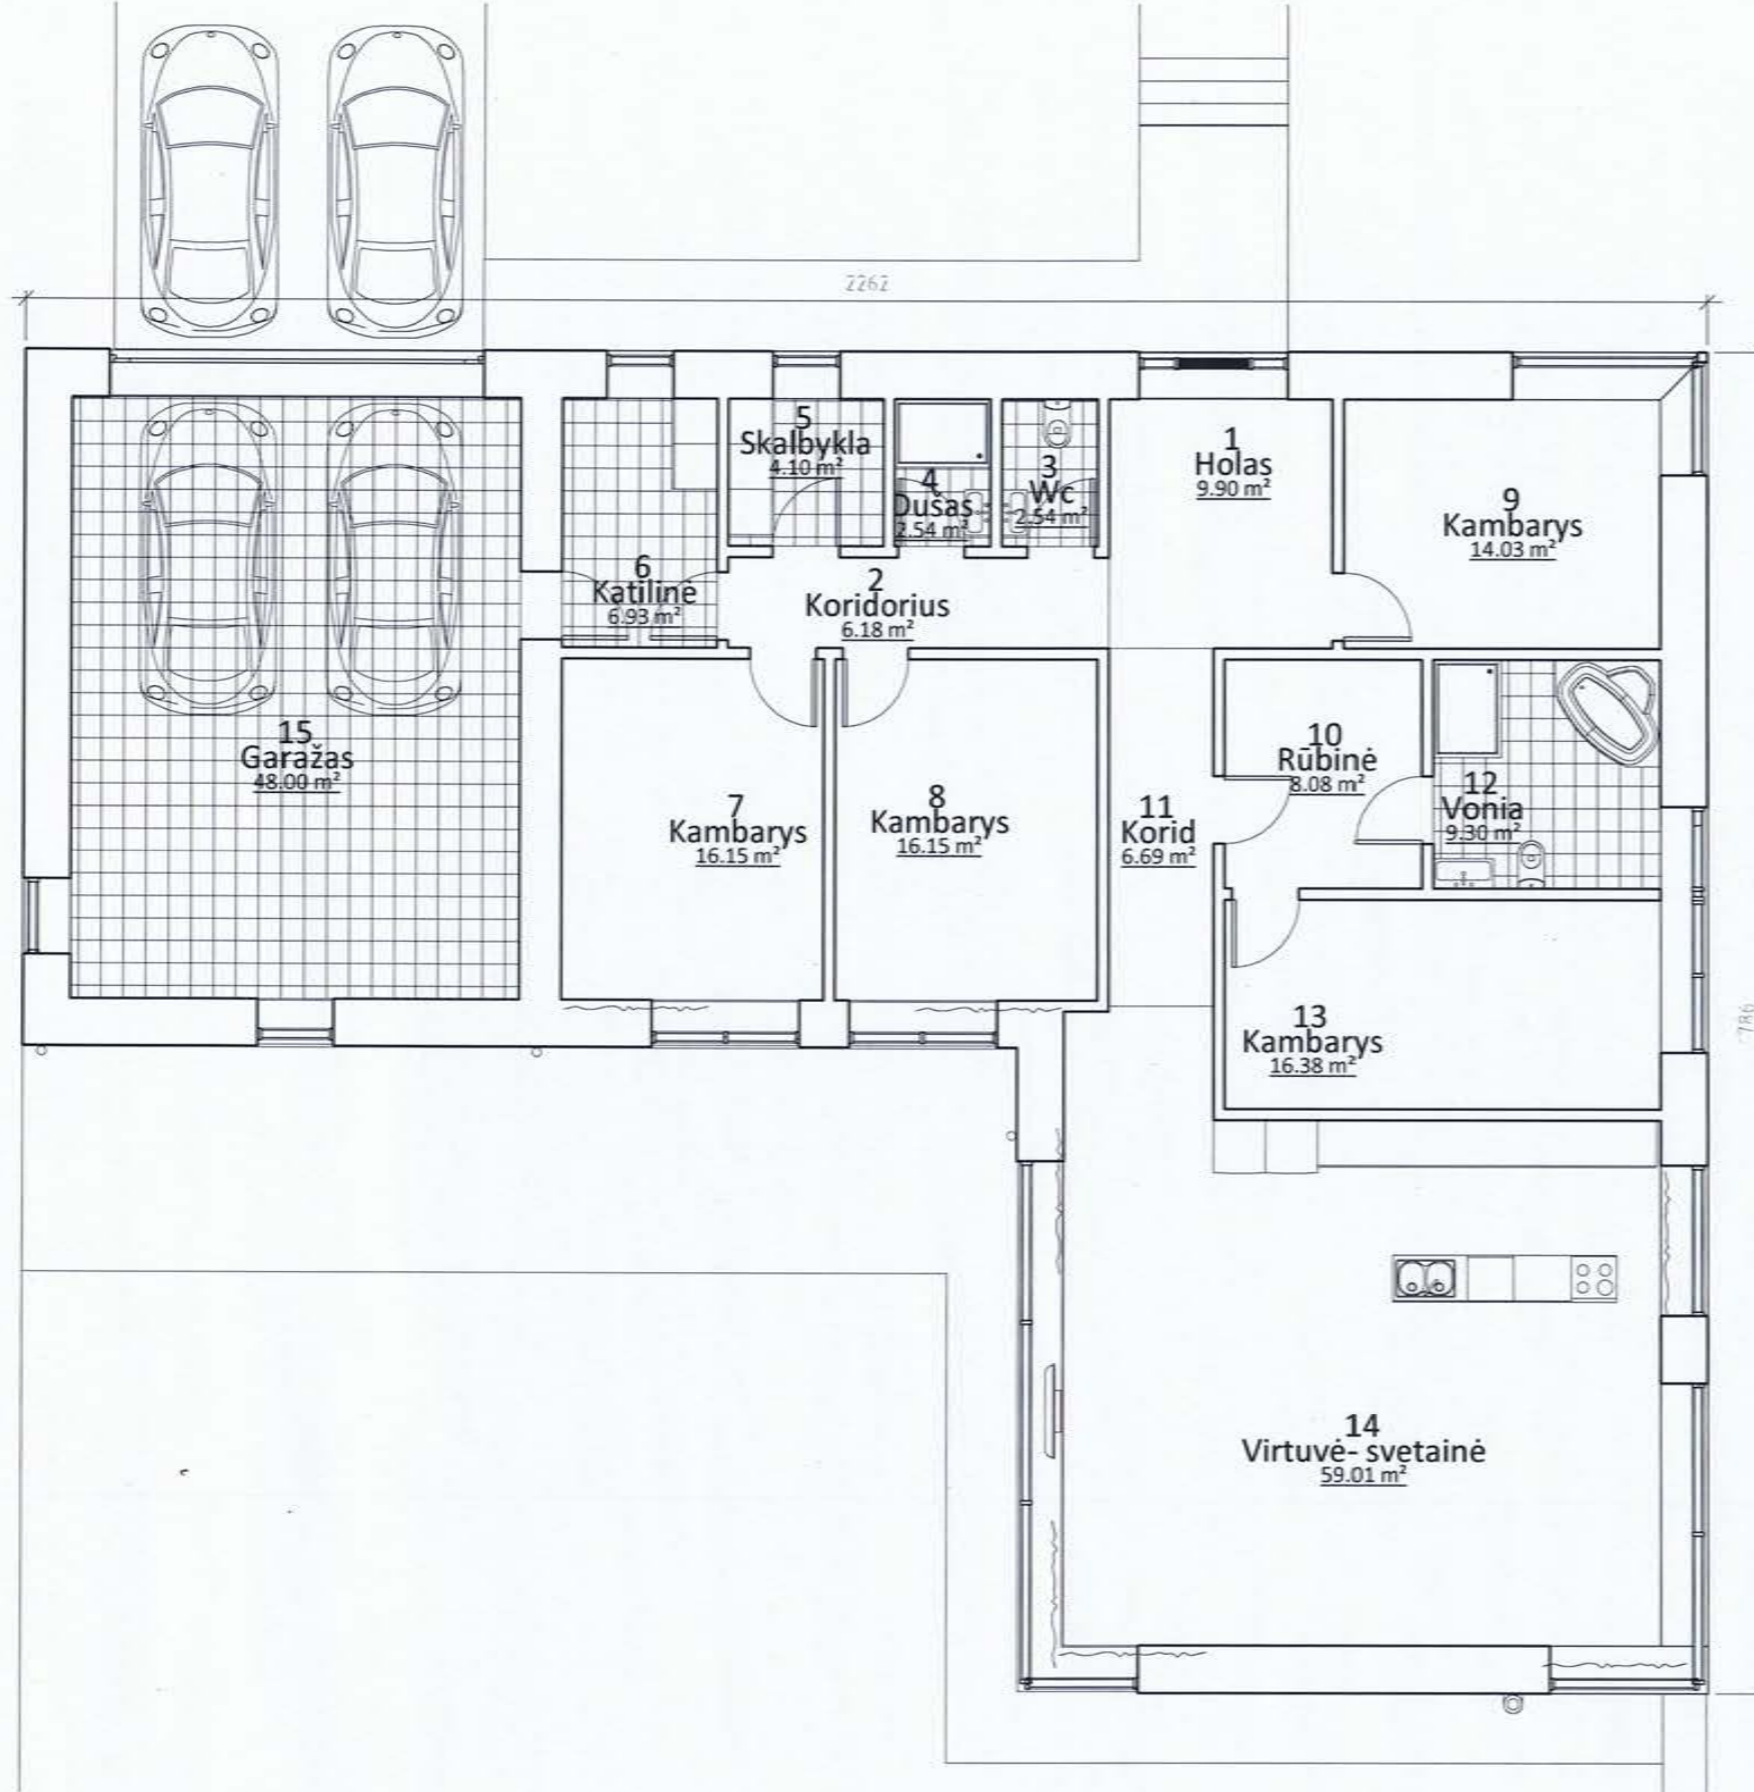 2262
5
Skalbykla
4.10 m²
4
Dušas
2.54 m²
3
Wc
2.54 m²
1
Holas
9.90 m²
9
Kambarys
14.03 m²
6
Katilinė
6.93 m²
2
Koridorius
6.18 m²
15
Garažas
48.00 m²
7
Kambarys
16.15 m²
8
Kambarys
16.15 m²
11
Korid
6.69 m²
10
Rūbinė
8.08 m²
12
Vonia
9.30 m²
13
Kambarys
16.38 m²
14
Virtuvė- svetainė
59.01 m²